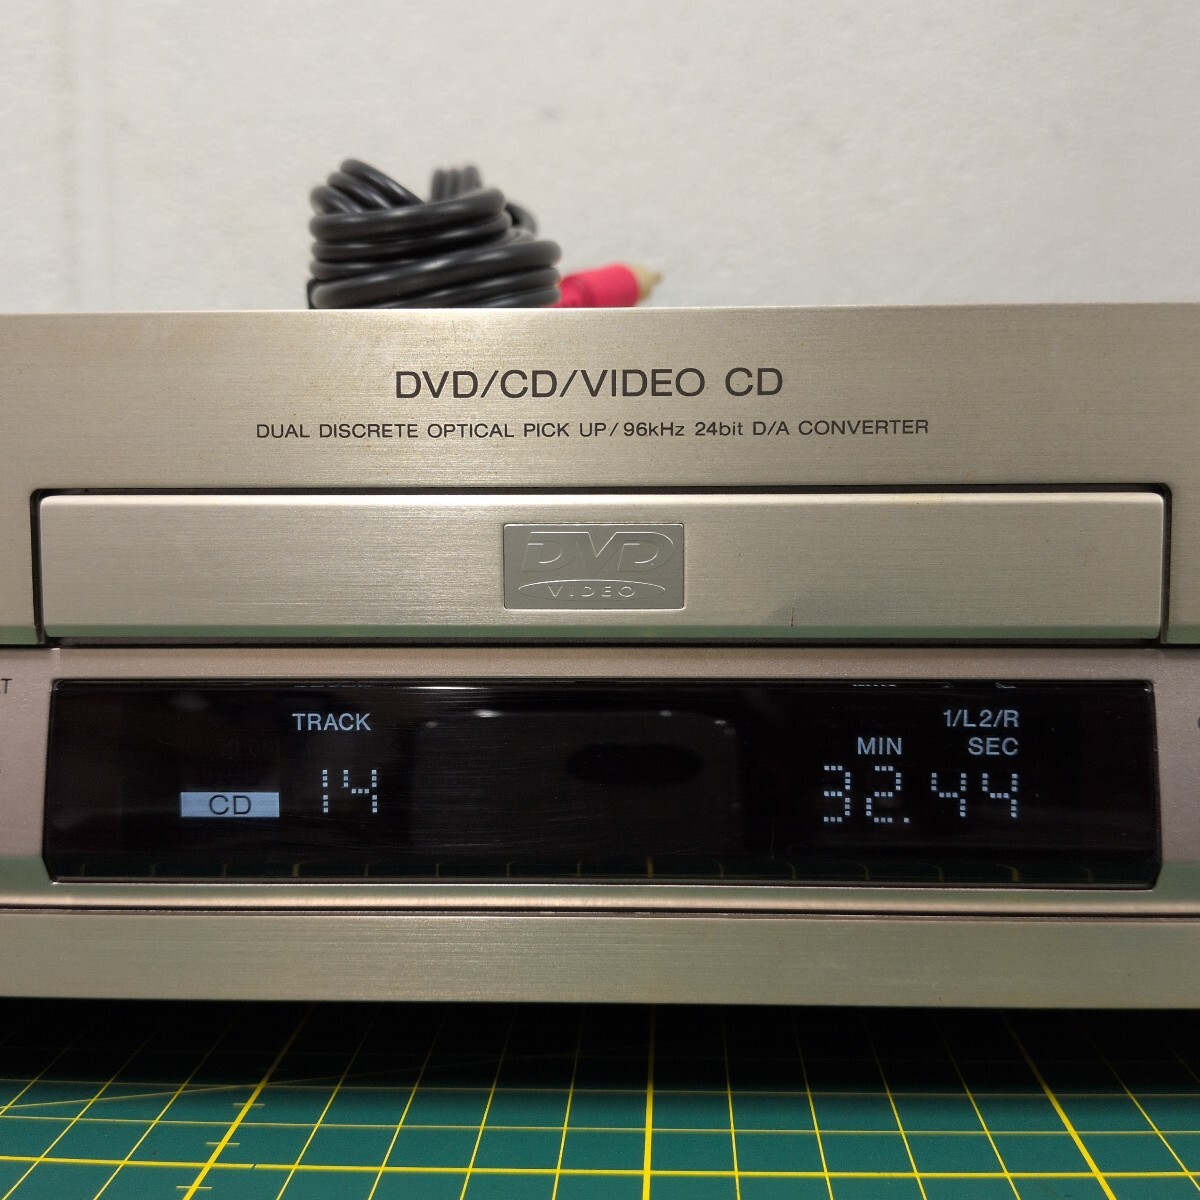 DVD/CD/VIDEO CD
DUAL DISCRETE OPTICAL PICK UP/96kHz 24bit D/A CONVERTER
DVD
VIDEO
TRACK
1/L 2/R
MIN SEC
CD 14 32.44